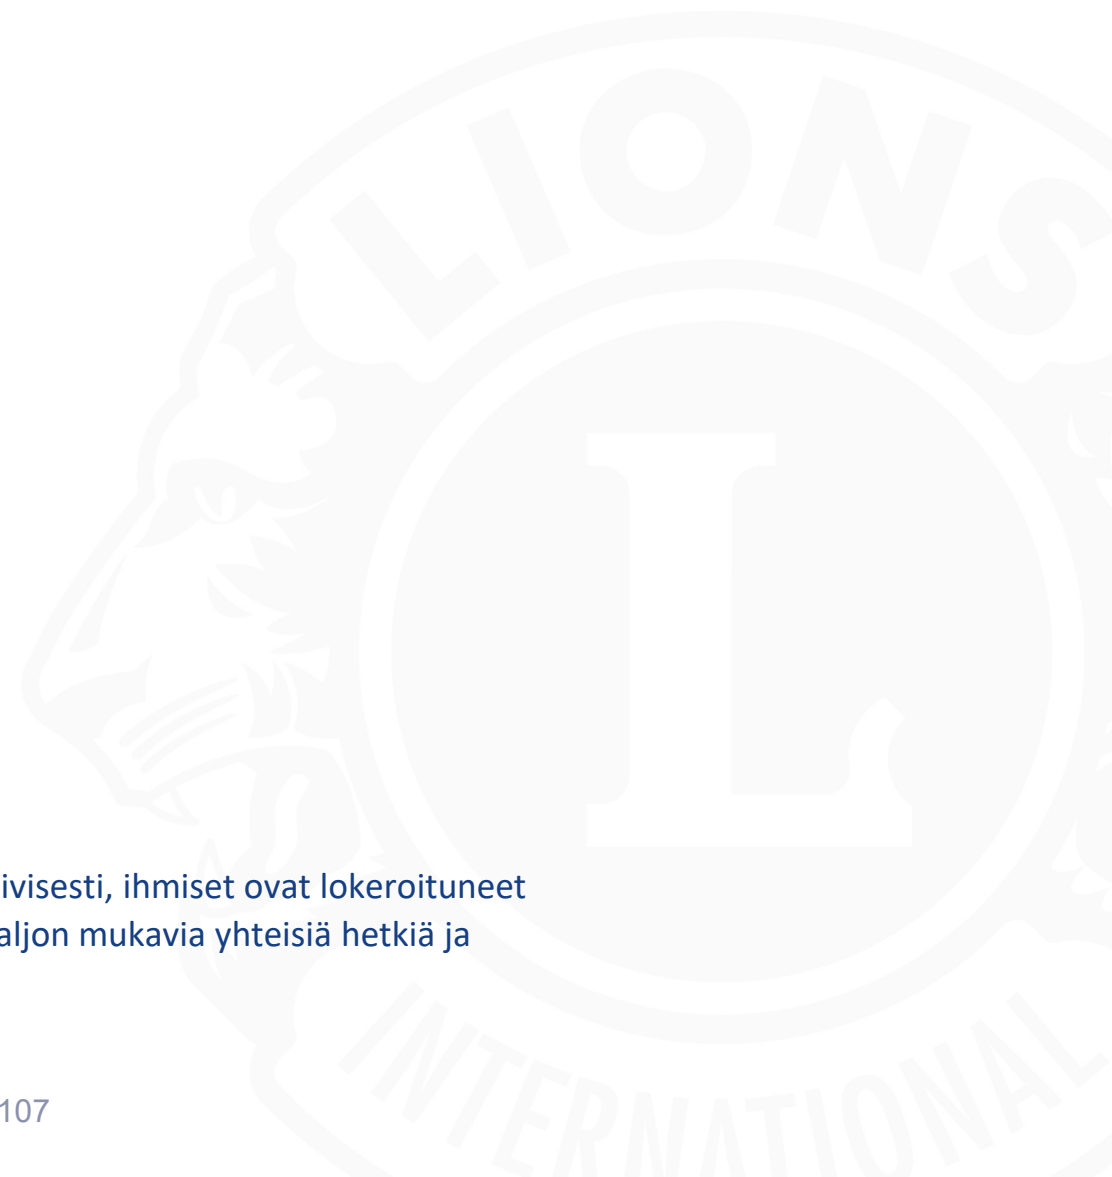 LIONS
L
ivisesti, ihmiset ovat lokeroituneet
aljon mukavia yhteisiä hetkiä ja
INTERNATIONAL
107